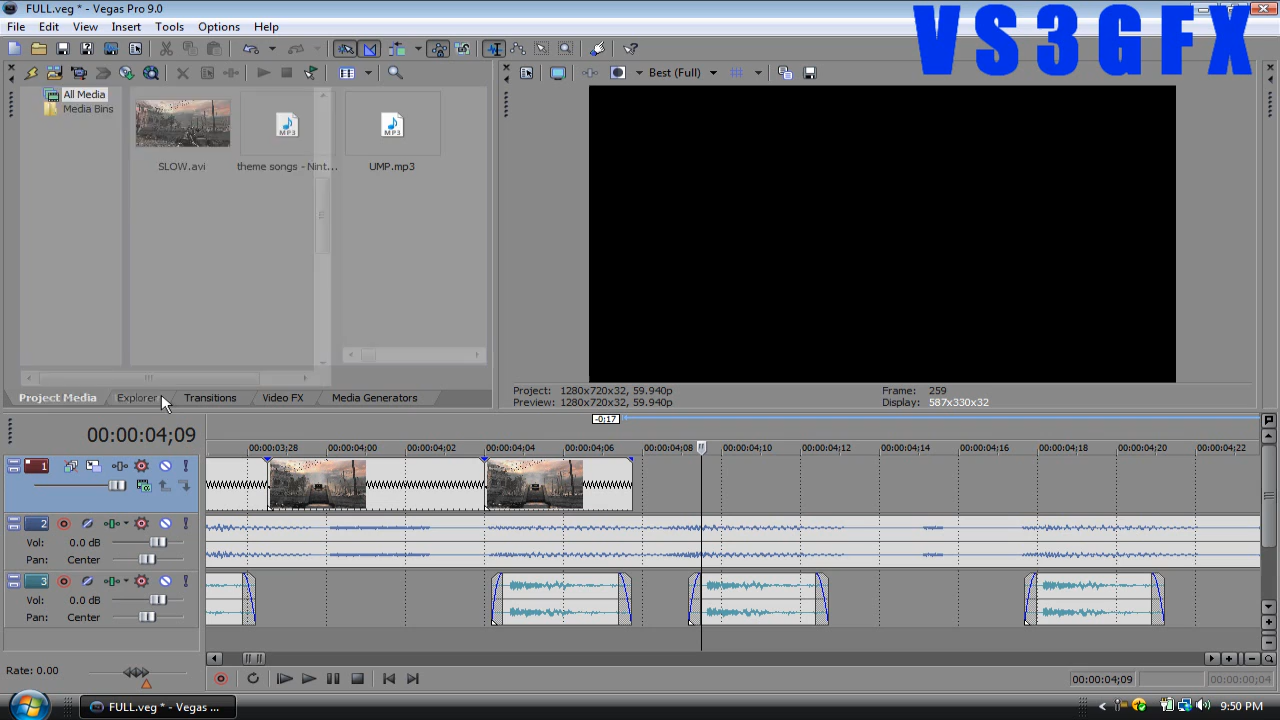 FULL.veg * - Vegas Pro 9.0
VS3GFX
File Edit View Insert Tools Options Help
Best (Full)
All Media
Media Bins
MP3
MP3
SLOW.avi
theme songs - Nint...
UMP.mp3
Project Media
Explorer
Transitions
Video FX
Media Generators
Project: 1280x720x32, 59.940p
Frame: 259
Preview: 1280x720x32, 59.940p
Display: 587x330x32
-0;17
00:00:04;09
00:00:03;28 00:00:04;00 00:00:04;02 00:00:04;04 00:00:04;06 00:00:04;08 00:00:04;10 00:00:04;12 00:00:04;14 00:00:04;16 00:00:04;18 00:00:04;20 00:00:04;22
1
2
Vol: 0.0 dB
Pan: Center
3
Vol: 0.0 dB
Pan: Center
Rate: 0.00
00:00:04;09
00:00:00;04
FULL.veg * - Vegas ...
9:50 PM